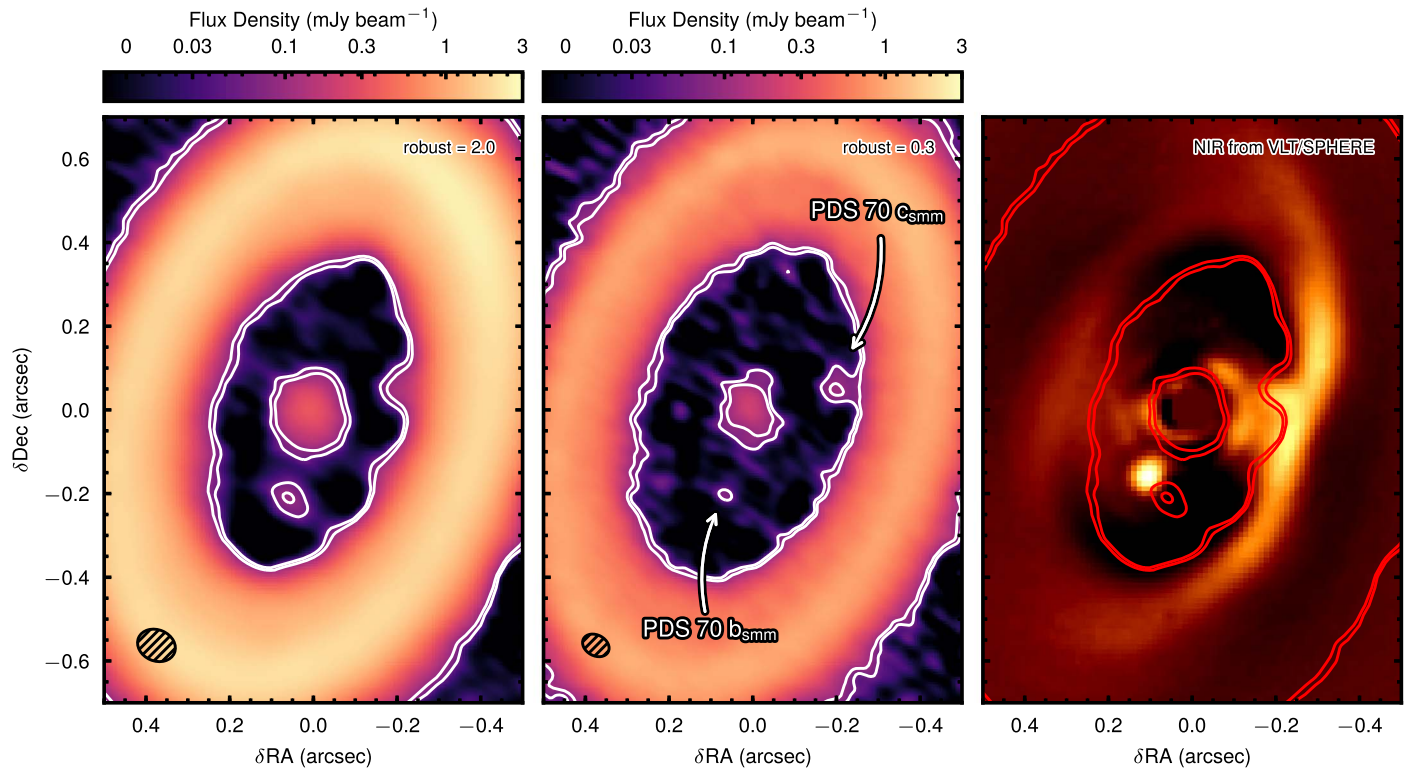 Flux Density (mJy beam⁻¹)
0 0.03 0.1 0.3 1 3
Flux Density (mJy beam⁻¹)
0 0.03 0.1 0.3 1 3
robust = 2.0
robust = 0.3
NIR from VLT/SPHERE
PDS 70 c_smm
PDS 70 b_smm
0.6
0.4
0.2
0.0
−0.2
−0.4
−0.6
δDec (arcsec)
0.4 0.2 0.0 −0.2 −0.4
0.4 0.2 0.0 −0.2 −0.4
0.4 0.2 0.0 −0.2 −0.4
δRA (arcsec)
δRA (arcsec)
δRA (arcsec)